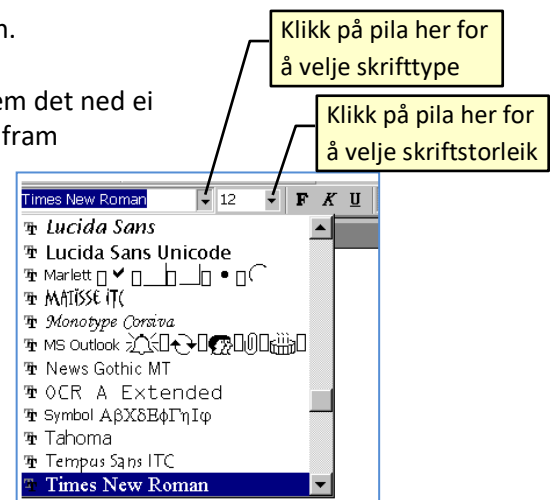 n.
Klikk på pila her for
å velje skrifttype
em det ned ei
fram
Klikk på pila her for
å velje skriftstorleik
Times New Roman 12 F K U
Lucida Sans
Lucida Sans Unicode
Marlett
MATISSE ITC
Monotype Corsiva
MS Outlook
News Gothic MT
OCR A Extended
Symbol ΑβΧδΕφΓηΙφ
Tahoma
Tempus Sans ITC
Times New Roman